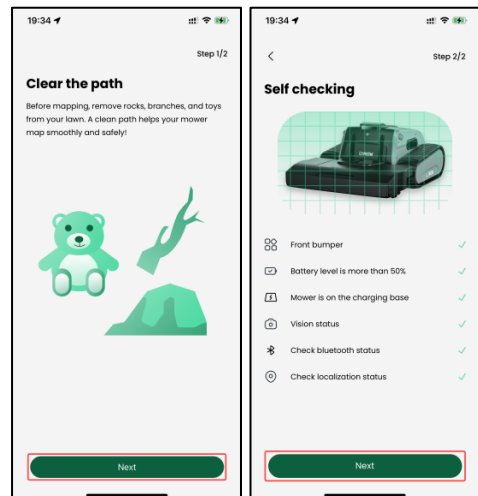 19:34
Step 1/2
Clear the path
Before mapping, remove rocks, branches, and toys
from your lawn. A clean path helps your mower
map smoothly and safely!
Next
19:34
Step 2/2
Self checking
Front bumper
Battery level is more than 50%
Mower is on the charging base
Vision status
Check bluetooth status
Check localization status
Next